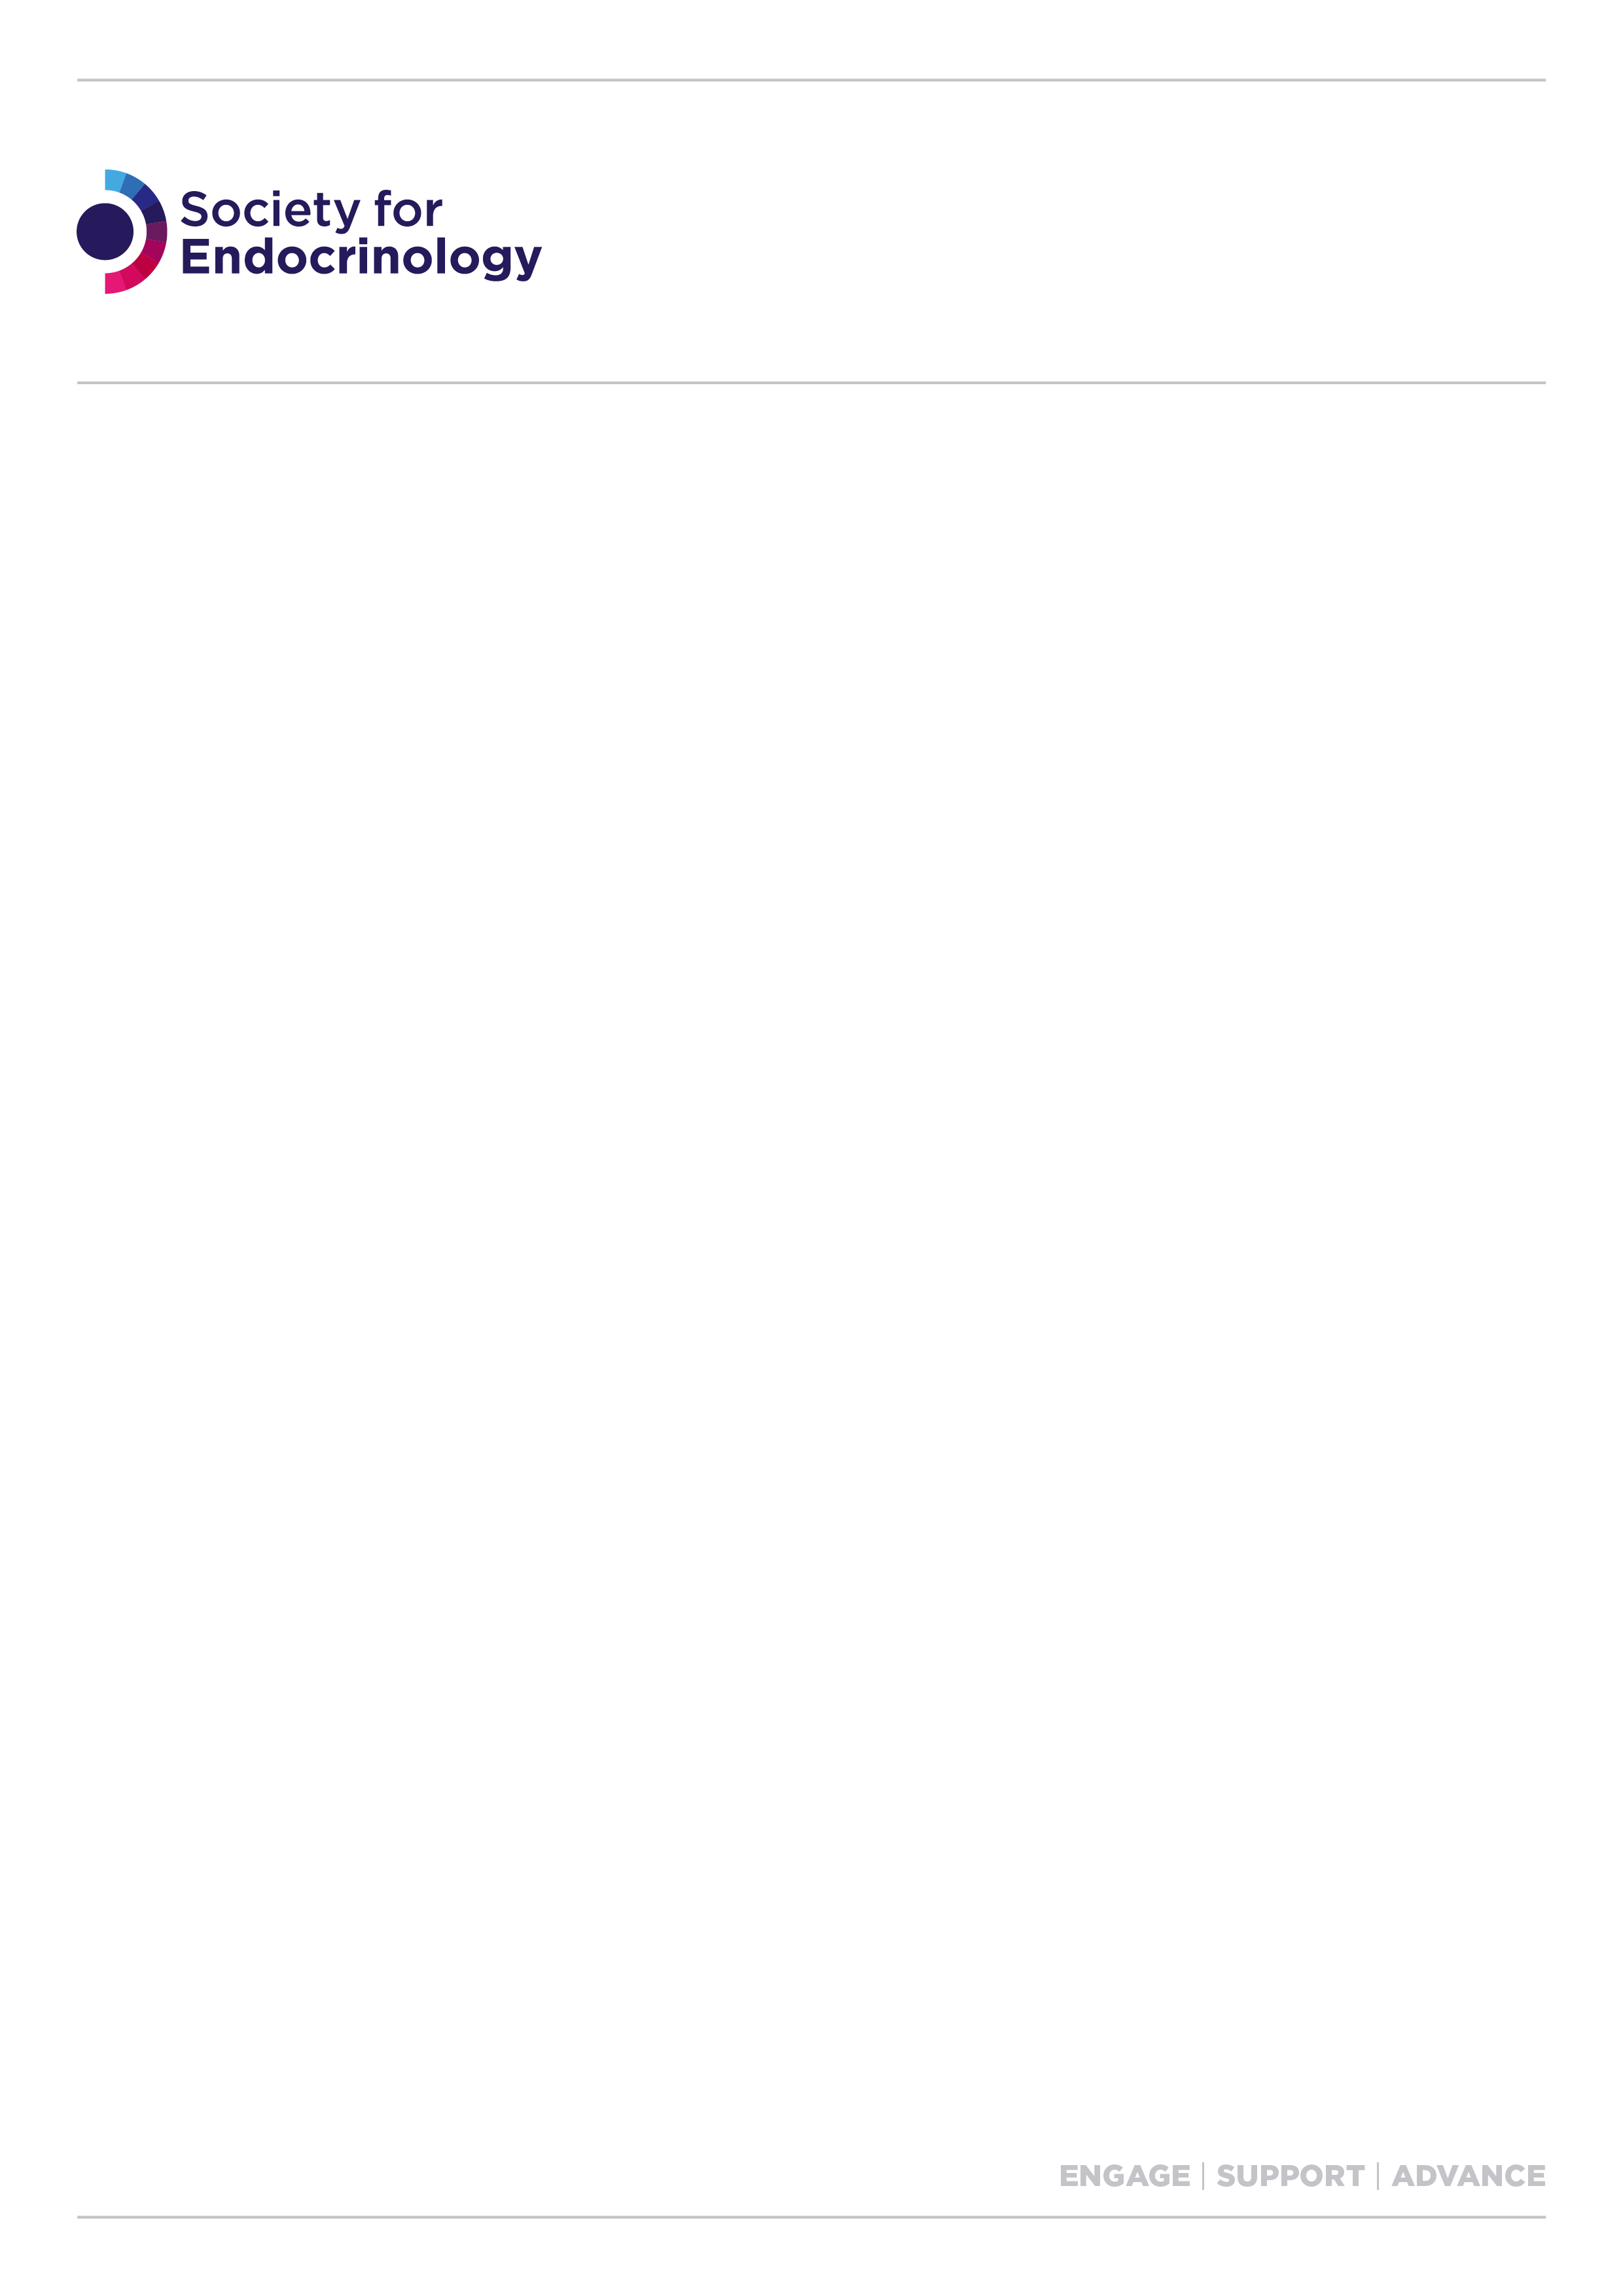 Society for
Endocrinology
ENGAGE | SUPPORT | ADVANCE